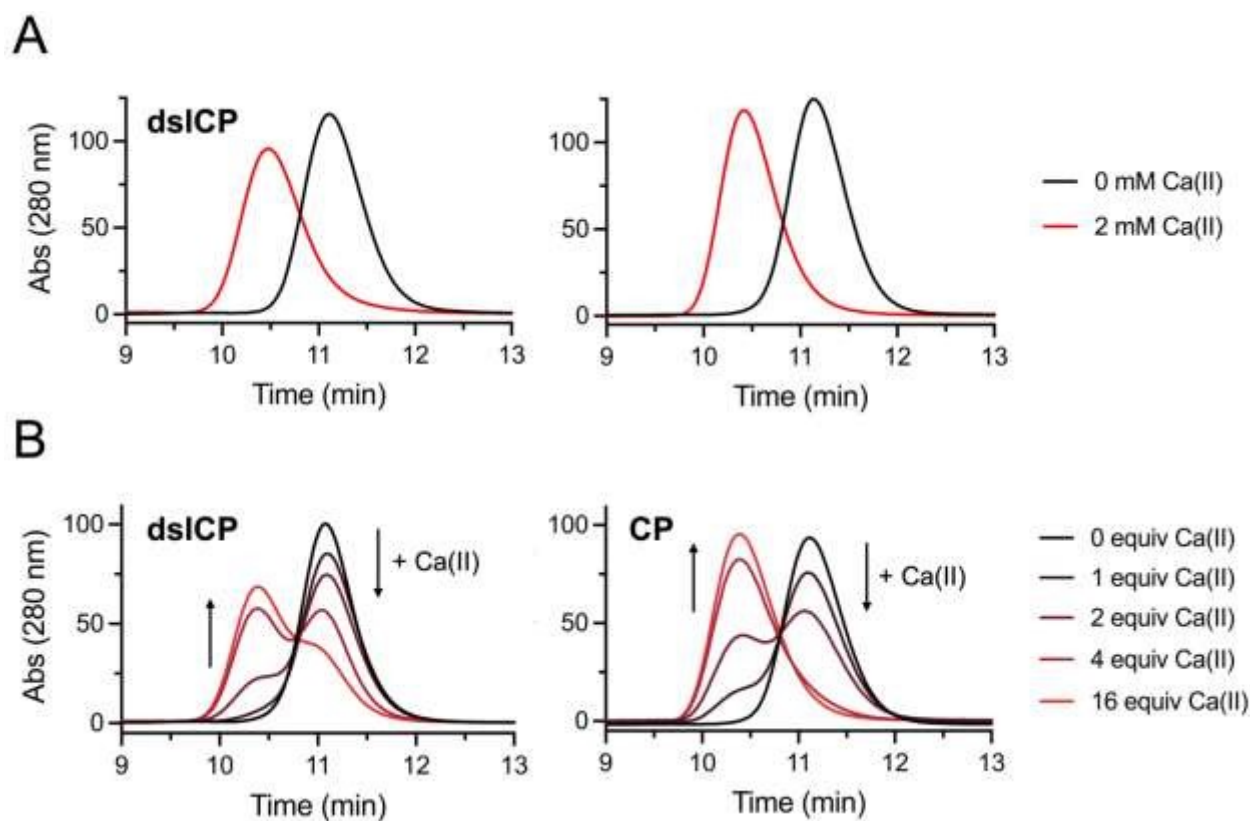 A
dslCP
Abs (280 nm)
100
50
0
9 10 11 12 13
Time (min)
100
50
0
9 10 11 12 13
Time (min)
0 mM Ca(II)
2 mM Ca(II)
B
dslCP
+ Ca(II)
Abs (280 nm)
100
50
0
9 10 11 12 13
Time (min)
CP
+ Ca(II)
100
50
0
9 10 11 12 13
Time (min)
0 equiv Ca(II)
1 equiv Ca(II)
2 equiv Ca(II)
4 equiv Ca(II)
16 equiv Ca(II)